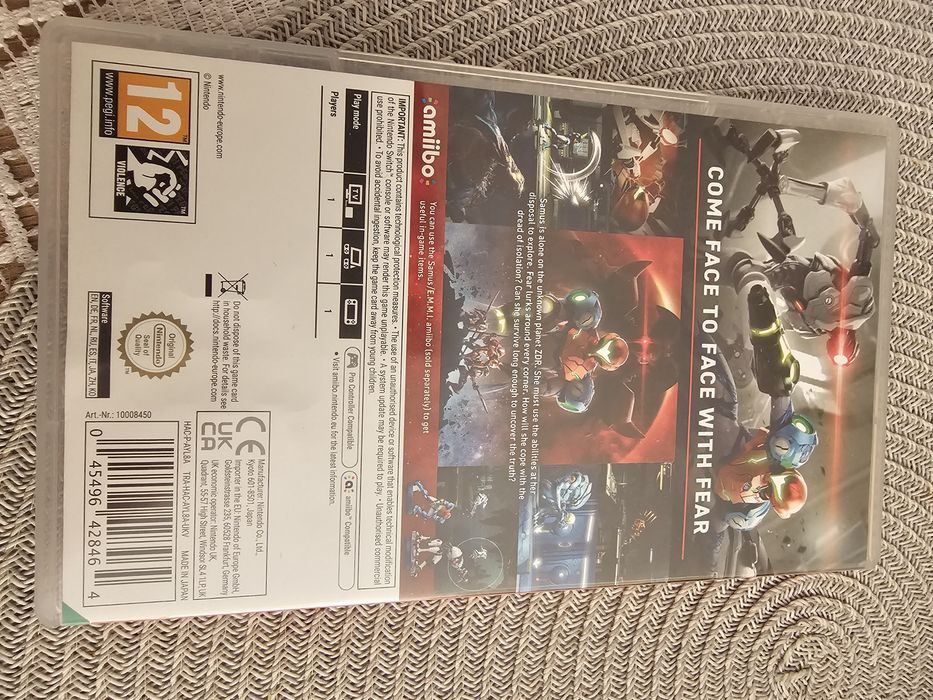 COME FACE TO FACE WITH FEAR
Samus is alone on the unknown planet ZDR. She must use the abilities at her
disposal to explore. Fear lurks around every corner. How will she cope with the
dread of isolation? Can she survive long enough to uncover the truth?
amiibo
You can use the Samus/E.M.M.I. amiibo (sold separately) to get
useful in-game items.
IMPORTANT: This product contains technological protection measures. • The use of an unauthorised device or software that enables technical modification
of the Nintendo Switch™ console or software may render this game unplayable. • A system update may be required to play. • Unauthorised commercial
use prohibited. • To avoid accidental ingestion, keep the game card away from young children.
Play mode
TV
Players
1
1
1
Pro Controller Compatible
amiibo™ Compatible
• Visit amiibo.nintendo.eu for the latest information.
www.nintendo-europe.com
© Nintendo
12
™
www.pegi.info
VIOLENCE
™
Do not dispose of this game card
in household waste. For details see
http://docs.nintendo-europe.com
Original
Nintendo
Seal of
Quality
Software
EN, DE, FR, NL, RU, ES, IT, JA, ZH, KO
CE
UK
CA
Manufacturer: Nintendo Co., Ltd.,
Kyoto 601-8501, Japan
Importer in the EU: Nintendo of Europe GmbH,
Goldsteinstrasse 235, 60528 Frankfurt, Germany
UK economic operator: Nintendo UK,
Quadrant, 55-57 High Street, Windsor SL4 1LP, UK
HAC-P-AYL8A TRA-HAC-AYL8A-UKV MADE IN JAPAN
Art.-Nr.: 10008450
0 45496 42846 4